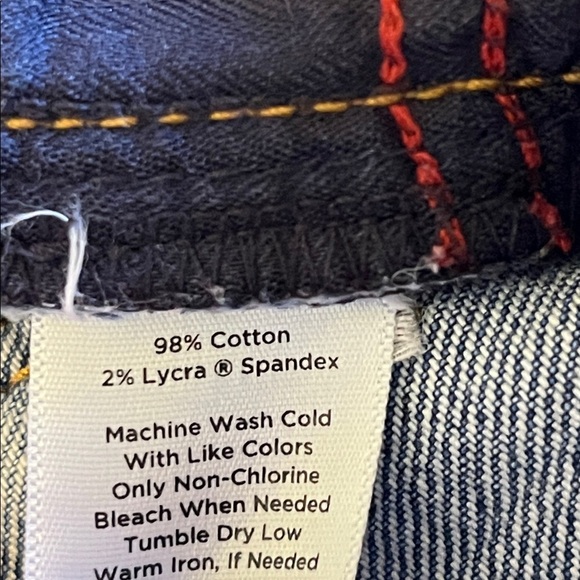 98% Cotton
2% Lycra ® Spandex
Machine Wash Cold
With Like Colors
Only Non-Chlorine
Bleach When Needed
Tumble Dry Low
Warm Iron, If Needed